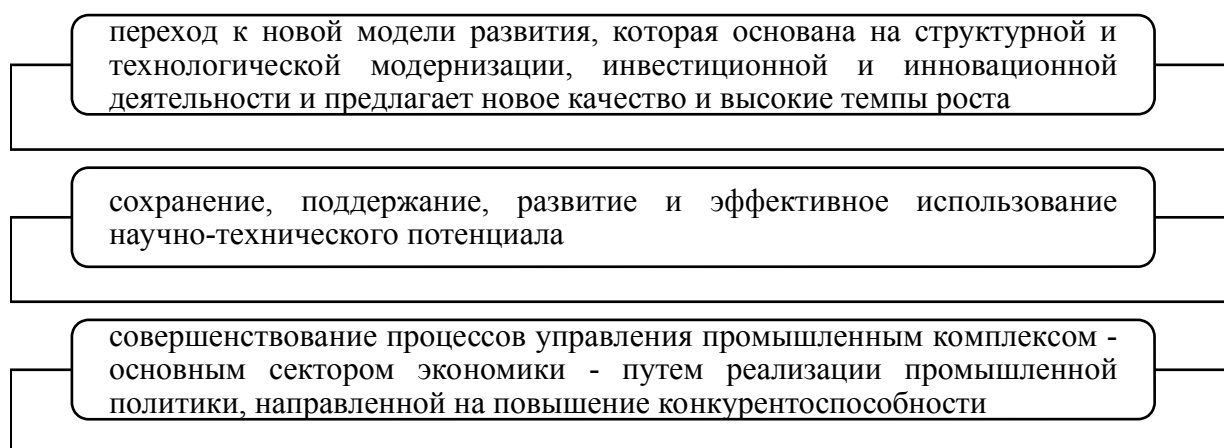 переход к новой модели развития, которая основана на структурной и
технологической модернизации, инвестиционной и инновационной
деятельности и предлагает новое качество и высокие темпы роста
сохранение, поддержание, развитие и эффективное использование
научно-технического потенциала
совершенствование процессов управления промышленным комплексом -
основным сектором экономики - путем реализации промышленной
политики, направленной на повышение конкурентоспособности